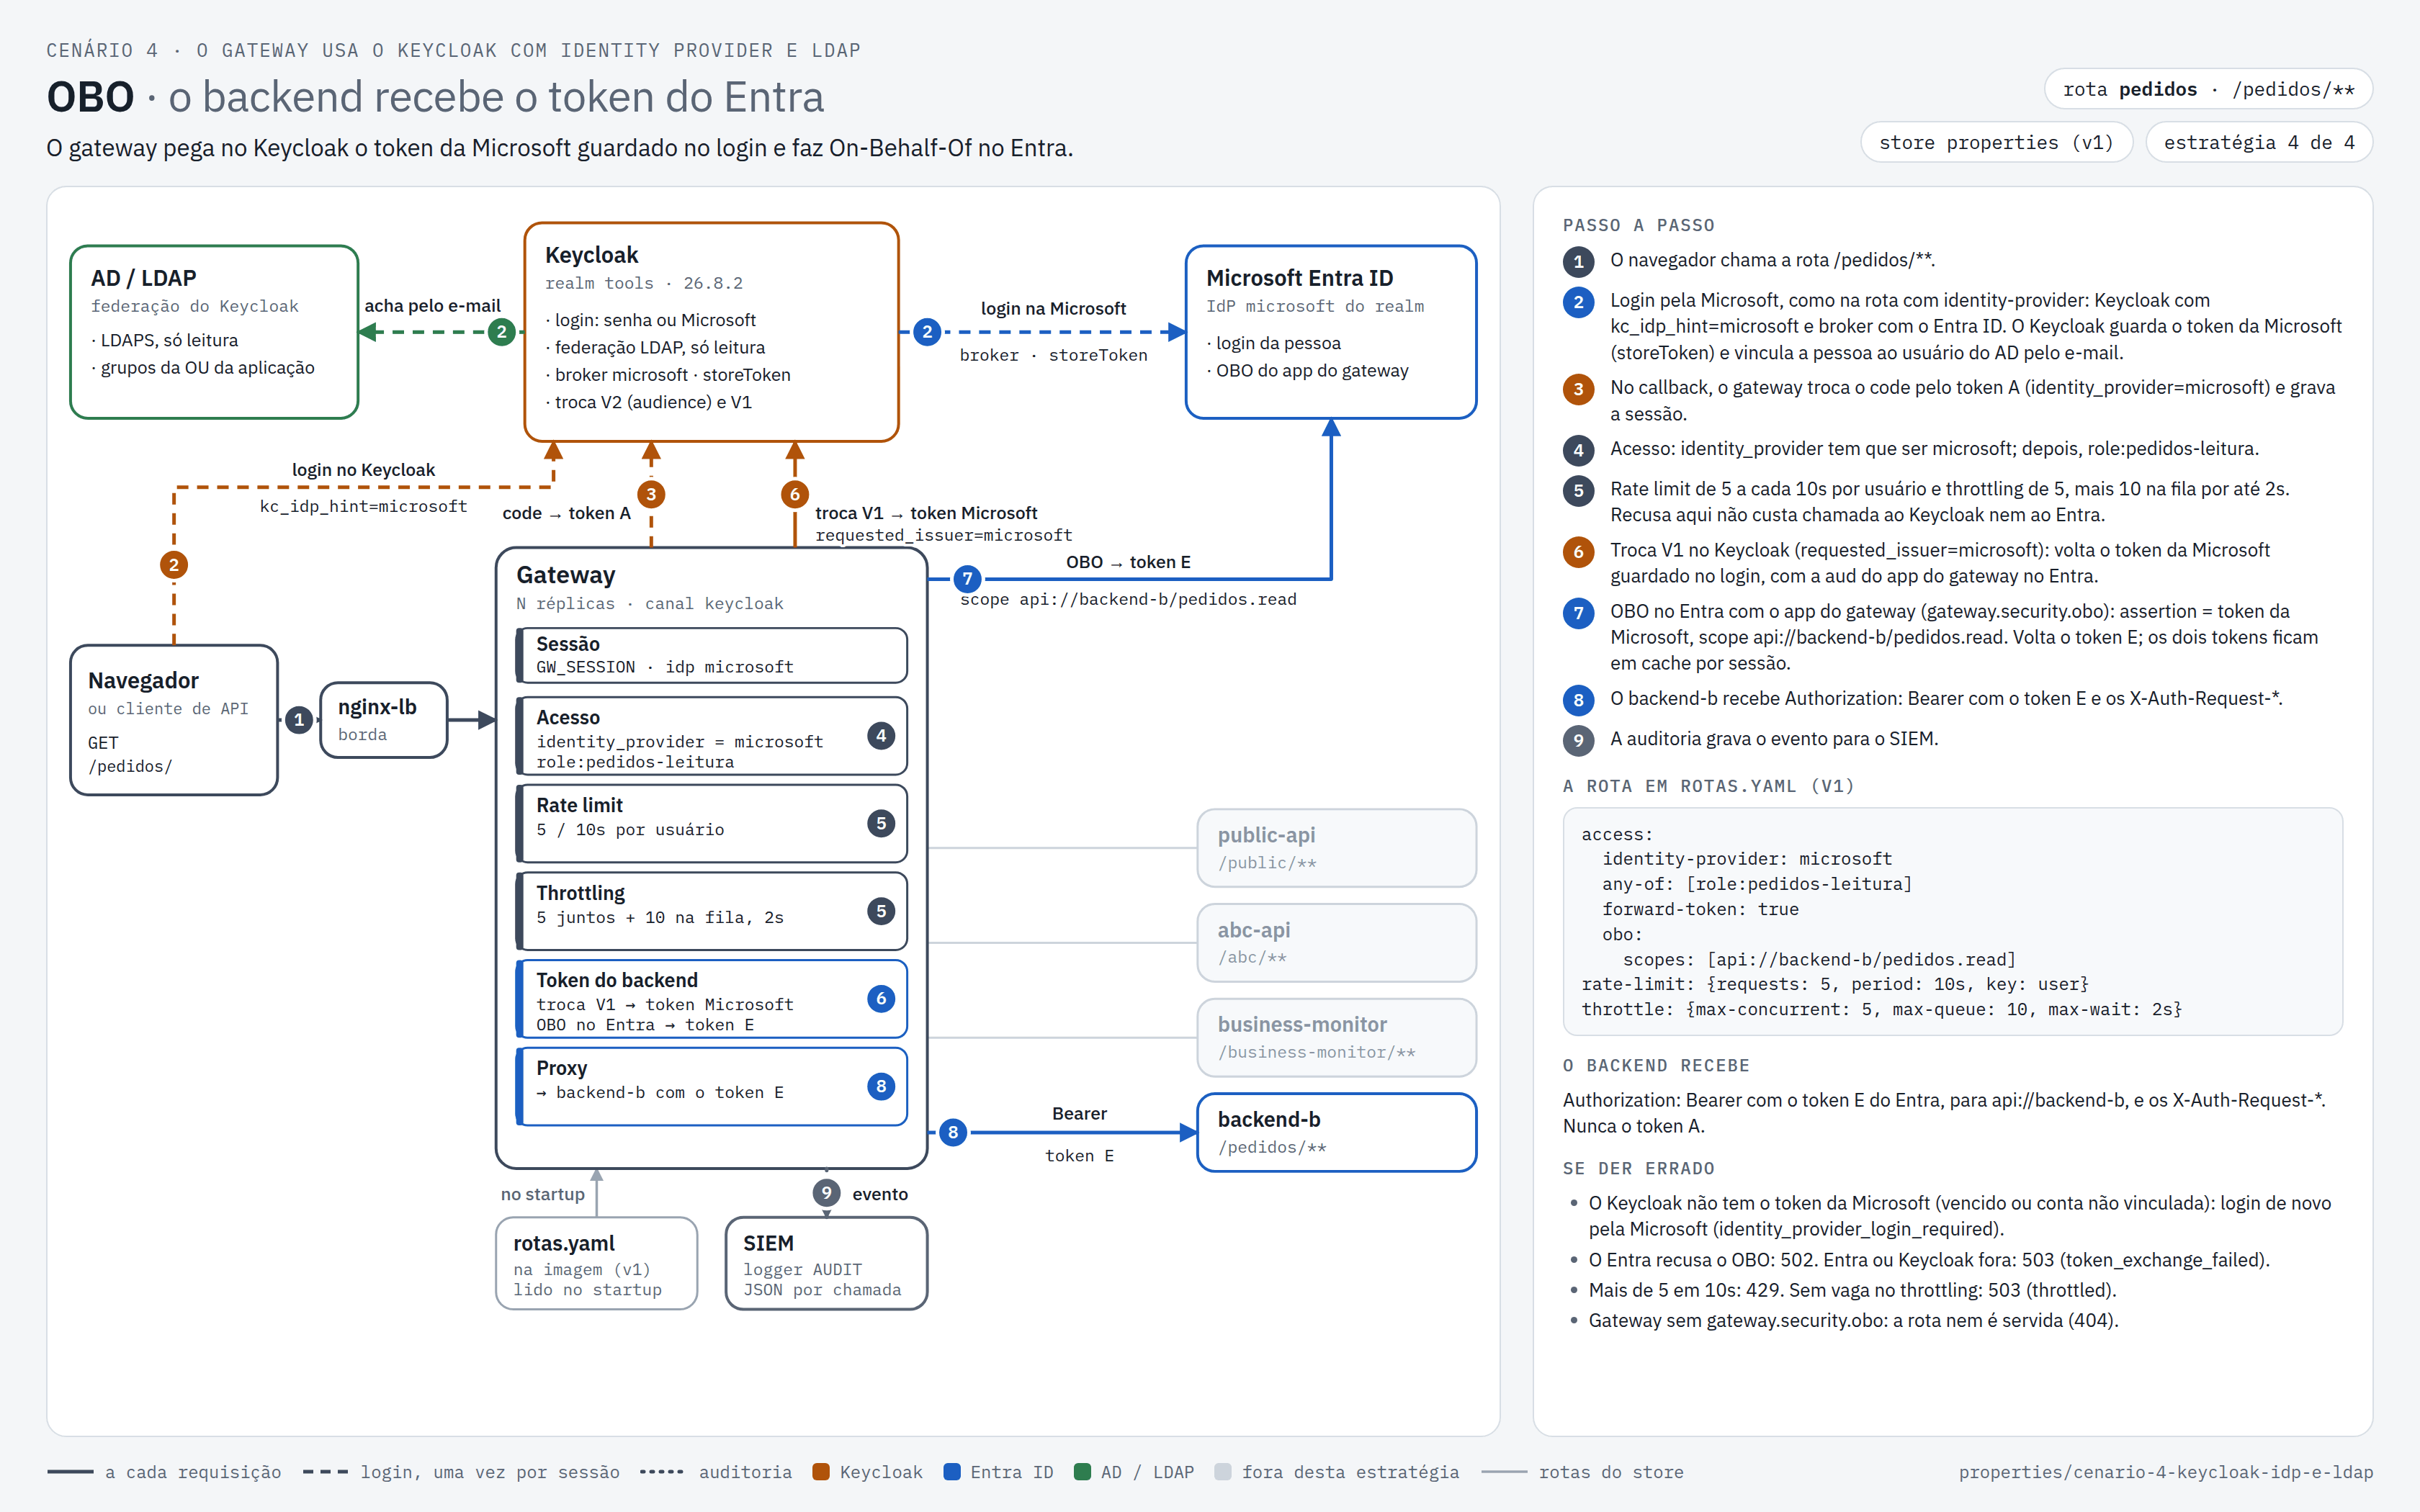 CENÁRIO 4 · O GATEWAY USA O KEYCLOAK COM IDENTITY PROVIDER E LDAP
OBO · o backend recebe o token do Entra
O gateway pega no Keycloak o token da Microsoft guardado no login e faz On-Behalf-Of no Entra.
rota pedidos · /pedidos/**
store properties (v1)
estratégia 4 de 4
AD / LDAP
federação do Keycloak
· LDAPS, só leitura
· grupos da OU da aplicação
acha pelo e-mail
2
Keycloak
realm tools · 26.8.2
· login: senha ou Microsoft
· federação LDAP, só leitura
· broker microsoft · storeToken
· troca V2 (audience) e V1
login na Microsoft
2
broker · storeToken
Microsoft Entra ID
IdP microsoft do realm
· login da pessoa
· OBO do app do gateway
login no Keycloak
kc_idp_hint=microsoft
2
3
code → token A
6
troca V1 → token Microsoft
requested_issuer=microsoft
OBO → token E
7
scope api://backend-b/pedidos.read
Navegador
ou cliente de API
GET
/pedidos/
1
nginx-lb
borda
Gateway
N réplicas · canal keycloak
Sessão
GW_SESSION · idp microsoft
Acesso
identity_provider = microsoft
role:pedidos-leitura
4
Rate limit
5 / 10s por usuário
5
Throttling
5 juntos + 10 na fila, 2s
5
Token do backend
troca V1 → token Microsoft
OBO no Entra → token E
6
Proxy
→ backend-b com o token E
8
public-api
/public/**
abc-api
/abc/**
business-monitor
/business-monitor/**
8
Bearer
token E
backend-b
/pedidos/**
no startup
9
evento
rotas.yaml
na imagem (v1)
lido no startup
SIEM
logger AUDIT
JSON por chamada
PASSO A PASSO
1 O navegador chama a rota /pedidos/**.
2 Login pela Microsoft, como na rota com identity-provider: Keycloak com
kc_idp_hint=microsoft e broker com o Entra ID. O Keycloak guarda o token da Microsoft
(storeToken) e vincula a pessoa ao usuário do AD pelo e-mail.
3 No callback, o gateway troca o code pelo token A (identity_provider=microsoft) e grava
a sessão.
4 Acesso: identity_provider tem que ser microsoft; depois, role:pedidos-leitura.
5 Rate limit de 5 a cada 10s por usuário e throttling de 5, mais 10 na fila por até 2s.
Recusa aqui não custa chamada ao Keycloak nem ao Entra.
6 Troca V1 no Keycloak (requested_issuer=microsoft): volta o token da Microsoft
guardado no login, com a aud do app do gateway no Entra.
7 OBO no Entra com o app do gateway (gateway.security.obo): assertion = token da
Microsoft, scope api://backend-b/pedidos.read. Volta o token E; os dois tokens ficam
em cache por sessão.
8 O backend-b recebe Authorization: Bearer com o token E e os X-Auth-Request-*.
9 A auditoria grava o evento para o SIEM.
A ROTA EM ROTAS.YAML (V1)
access:
  identity-provider: microsoft
  any-of: [role:pedidos-leitura]
  forward-token: true
  obo:
    scopes: [api://backend-b/pedidos.read]
rate-limit: {requests: 5, period: 10s, key: user}
throttle: {max-concurrent: 5, max-queue: 10, max-wait: 2s}
O BACKEND RECEBE
Authorization: Bearer com o token E do Entra, para api://backend-b, e os X-Auth-Request-*.
Nunca o token A.
SE DER ERRADO
• O Keycloak não tem o token da Microsoft (vencido ou conta não vinculada): login de novo
pela Microsoft (identity_provider_login_required).
• O Entra recusa o OBO: 502. Entra ou Keycloak fora: 503 (token_exchange_failed).
• Mais de 5 em 10s: 429. Sem vaga no throttling: 503 (throttled).
• Gateway sem gateway.security.obo: a rota nem é servida (404).
a cada requisição
login, uma vez por sessão
auditoria
Keycloak
Entra ID
AD / LDAP
fora desta estratégia
rotas do store
properties/cenario-4-keycloak-idp-e-ldap